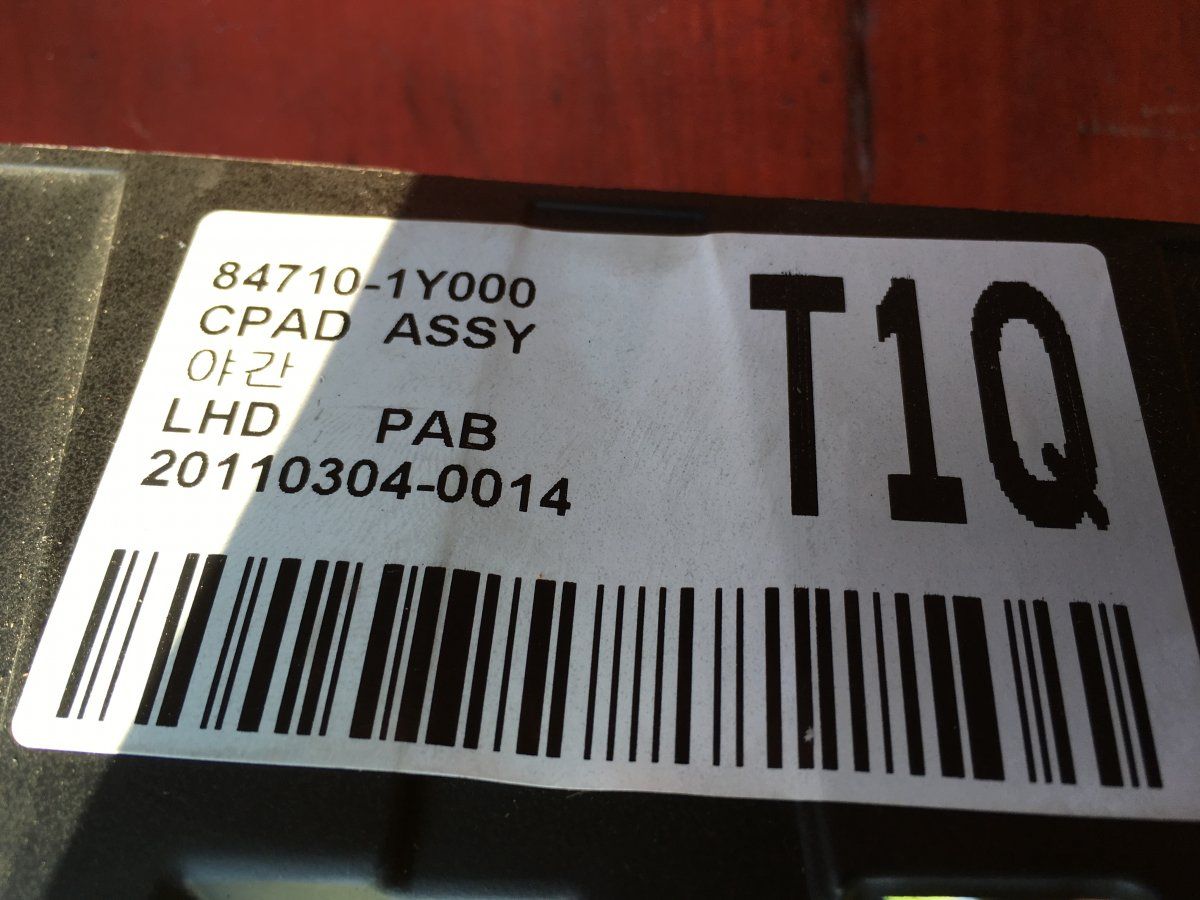 84710-1Y000
CPAD ASSY
야간
LHD PAB
20110304-0014
T1Q